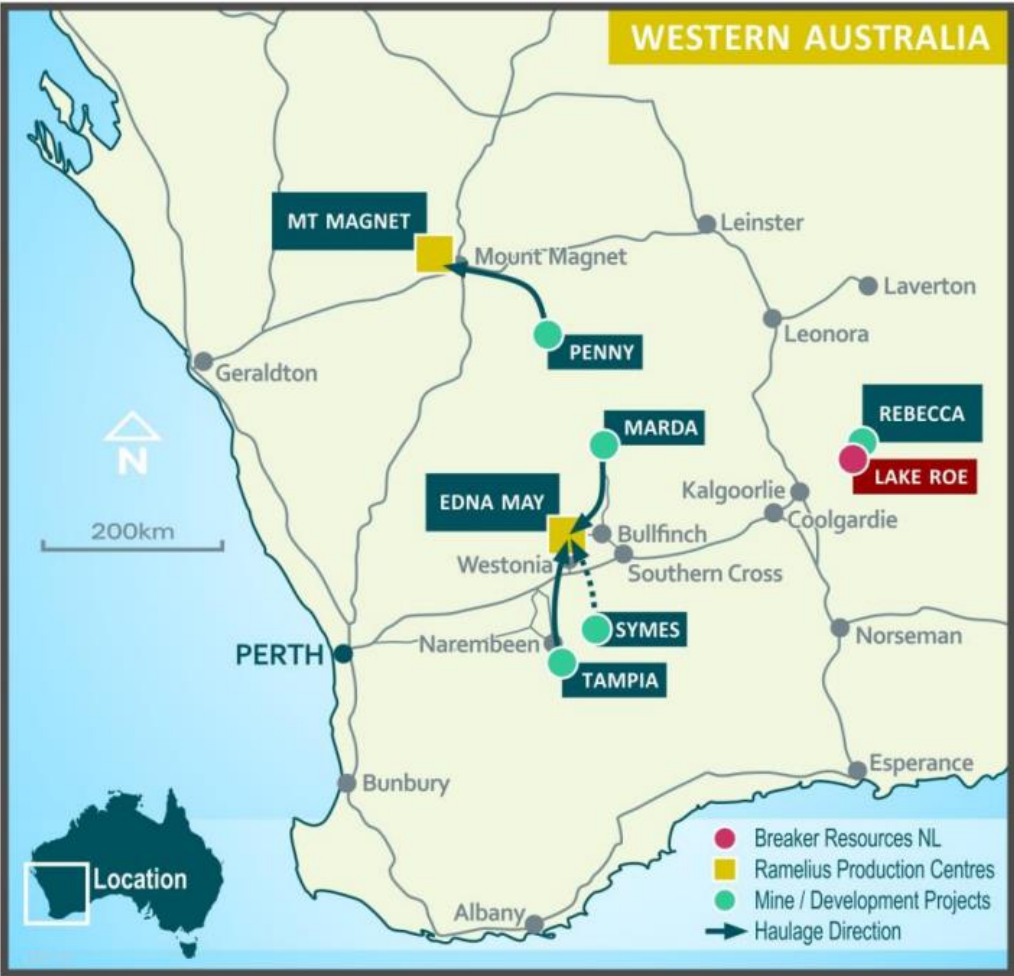 WESTERN AUSTRALIA
MT MAGNET
Mount Magnet
Leinster
Laverton
Leonora
PENNY
Geraldton
N
200km
MARDA
REBECCA
LAKE ROE
EDNA MAY
Kalgoorlie
Coolgardie
Bullfinch
Westonia
Southern Cross
SYMES
Norseman
Narembeen
PERTH
TAMPIA
Esperance
Bunbury
Location
Albany
Breaker Resources NL
Ramelius Production Centres
Mine / Development Projects
Haulage Direction